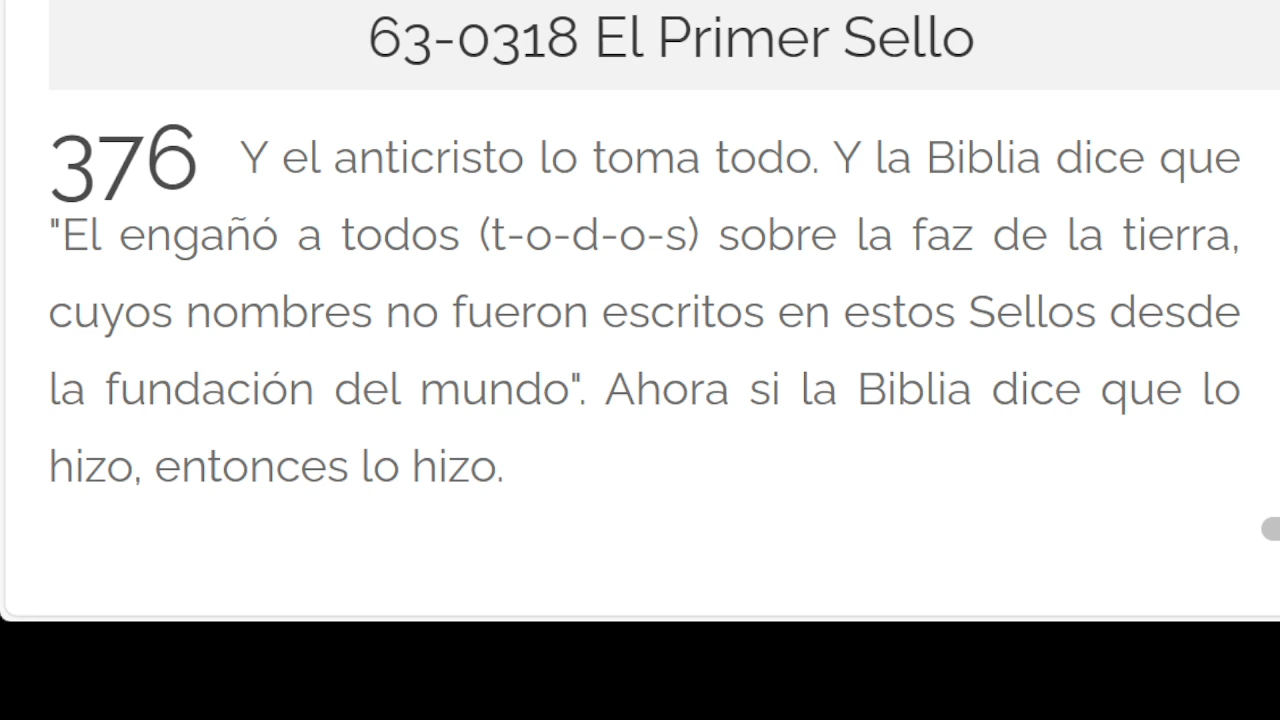 63-0318 El Primer Sello
376 Y el anticristo lo toma todo. Y la Biblia dice que
"El engañó a todos (t-o-d-o-s) sobre la faz de la tierra,
cuyos nombres no fueron escritos en estos Sellos desde
la fundación del mundo". Ahora si la Biblia dice que lo
hizo, entonces lo hizo.